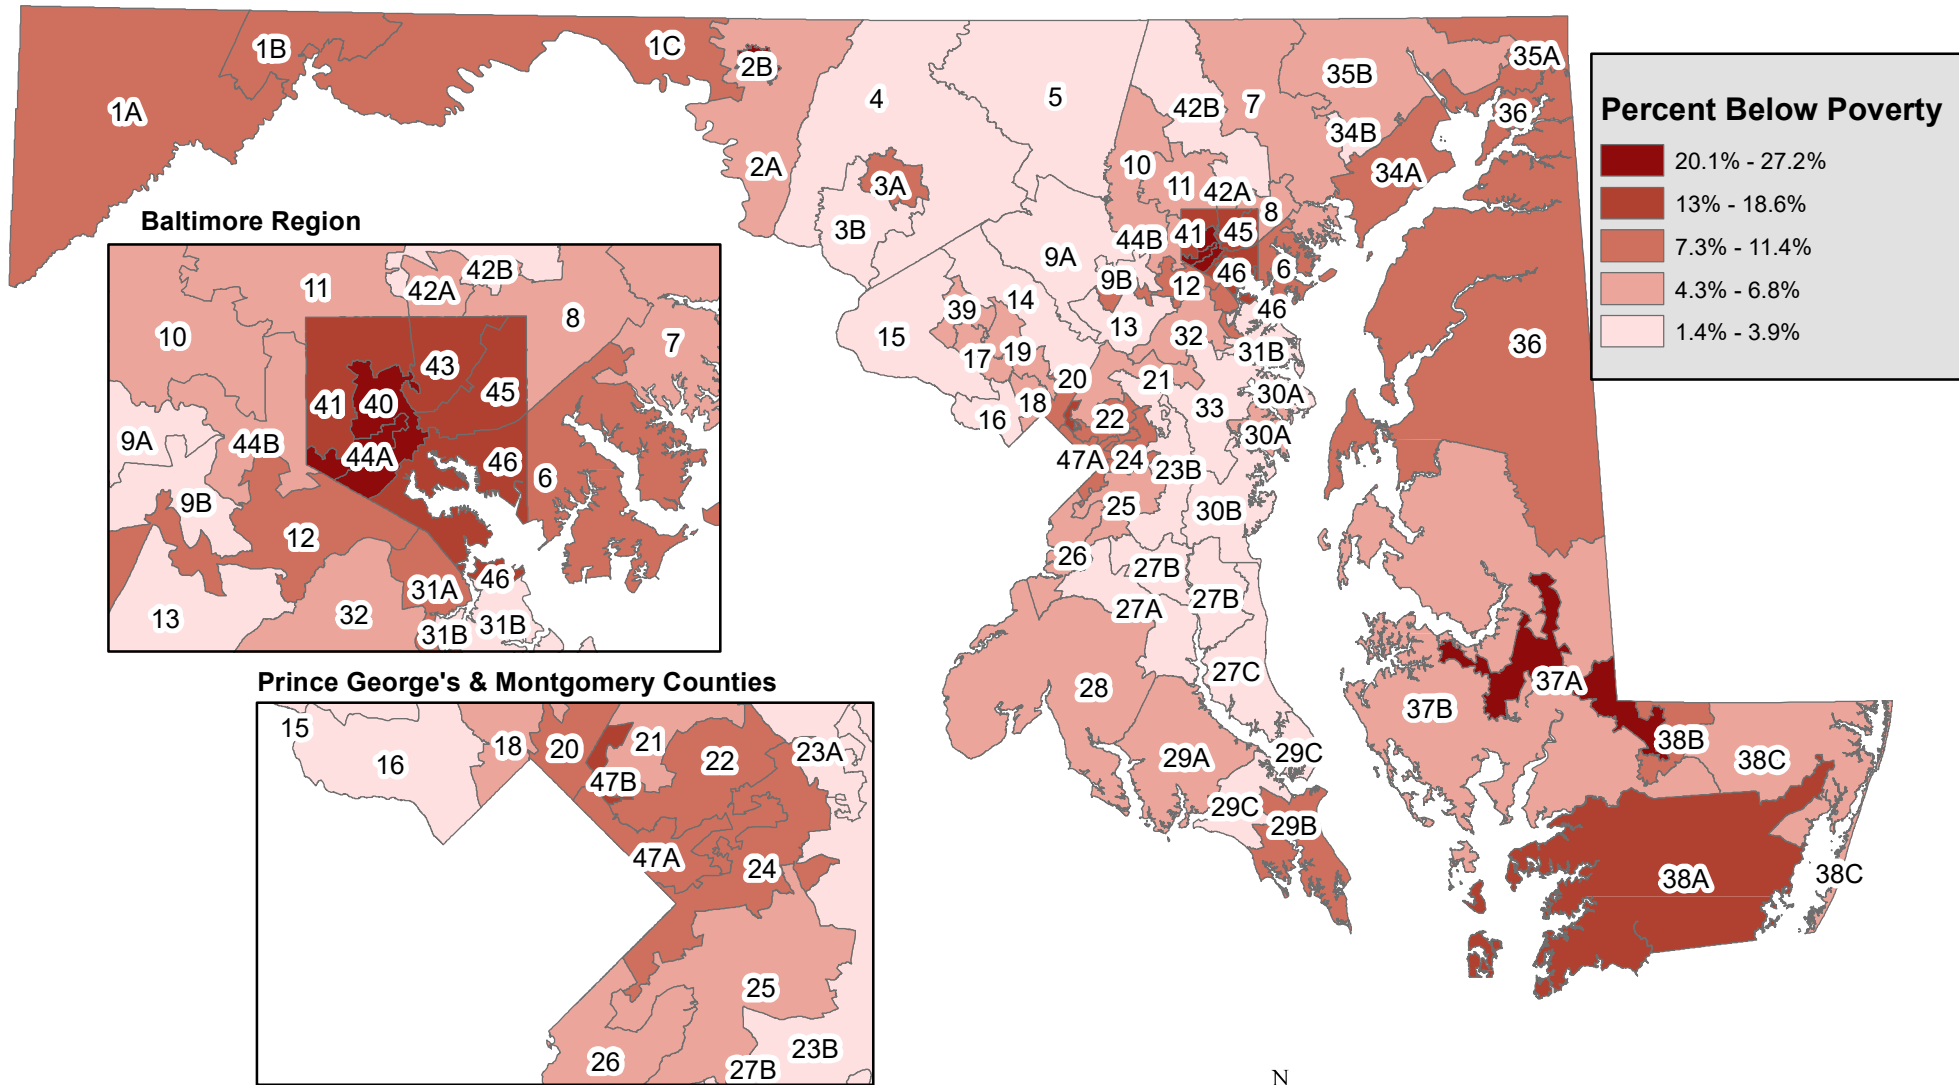 1A
1B
1C
2B
2A
4
5
42B
7
35B
35A
36
34B
34A
3A
3B
10
11
42A
8
44B
41
45
9A
9B
12
46
6
46
39
14
15
13
32
31B
17
19
20
21
30A
16
18
22
33
30A
47A
24
23B
25
30B
26
27B
27A
27B
27C
28
29A
29C
29C
29B
36
37A
37B
38B
38C
38A
38C
Percent Below Poverty
20.1% - 27.2%
13% - 18.6%
7.3% - 11.4%
4.3% - 6.8%
1.4% - 3.9%
Baltimore Region
11
42A
42B
10
8
7
43
41
40
45
9A
44B
44A
46
6
9B
12
31A
46
13
32
31B
31B
Prince George's & Montgomery Counties
15
16
18
20
21
22
23A
47B
47A
24
25
26
27B
23B
N